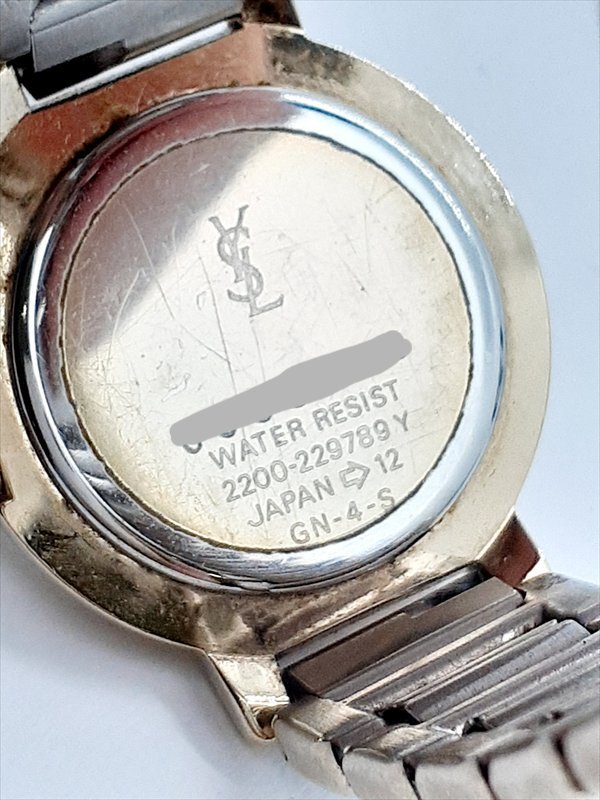 YSL
WATER RESIST
2200-229789 Y
JAPAN ⇨ 12
GN-4-S